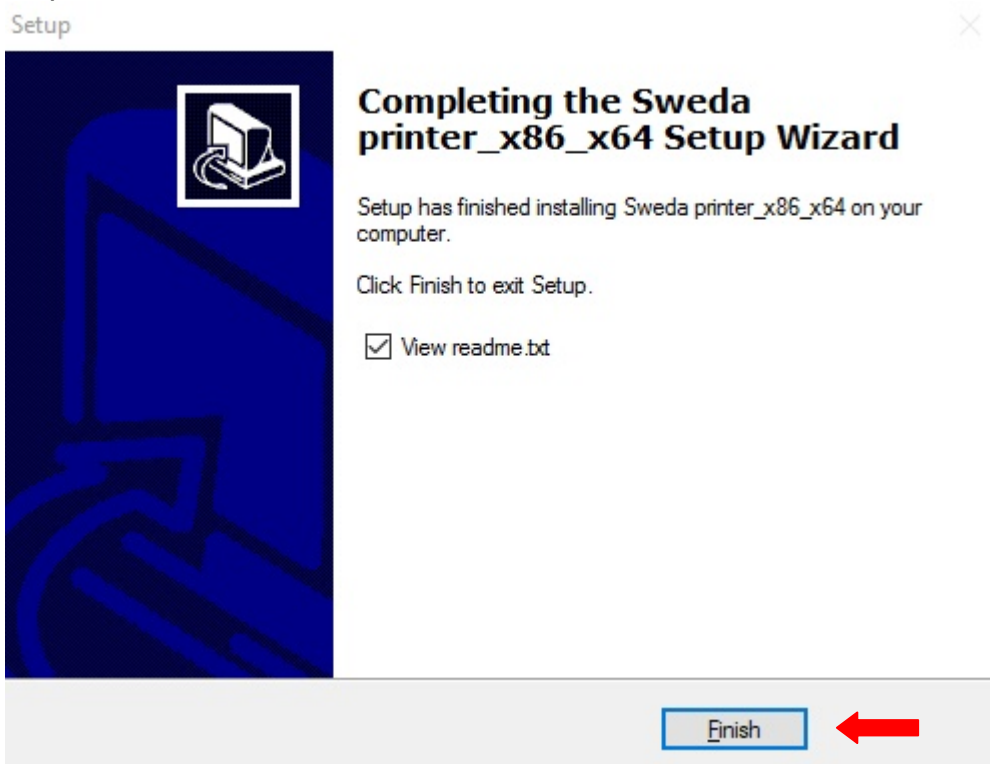 Setup
Completing the Sweda
printer_x86_x64 Setup Wizard
Setup has finished installing Sweda printer_x86_x64 on your
computer.
Click Finish to exit Setup.
View readme.txt
Finish